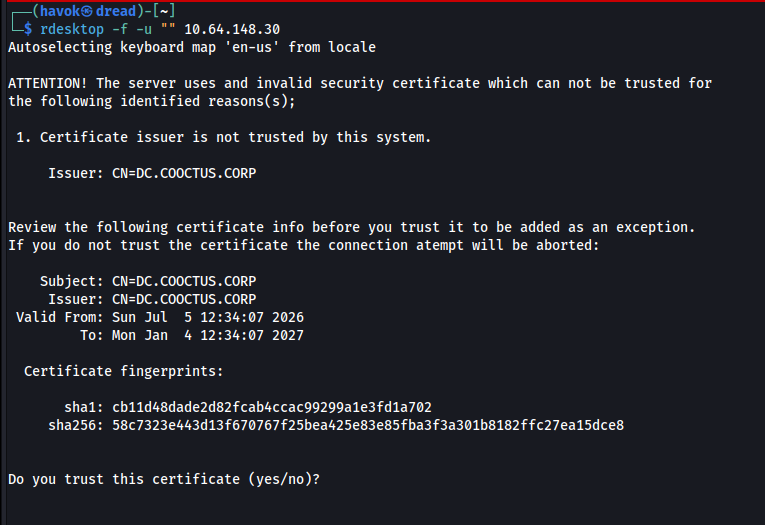 ┌──(havok㉿dread)-[~]
└─$ rdesktop -f -u "" 10.64.148.30
Autoselecting keyboard map 'en-us' from locale
ATTENTION! The server uses and invalid security certificate which can not be trusted for
the following identified reasons(s);
1. Certificate issuer is not trusted by this system.
Issuer: CN=DC.COOCTUS.CORP
Review the following certificate info before you trust it to be added as an exception.
If you do not trust the certificate the connection atempt will be aborted:
Subject: CN=DC.COOCTUS.CORP
Issuer: CN=DC.COOCTUS.CORP
Valid From: Sun Jul  5 12:34:07 2026
To: Mon Jan  4 12:34:07 2027
Certificate fingerprints:
sha1: cb11d48dade2d82fcab4ccac99299a1e3fd1a702
sha256: 58c7323e443d13f670767f25bea425e83e85fba3f3a301b8182ffc27ea15dce8
Do you trust this certificate (yes/no)?